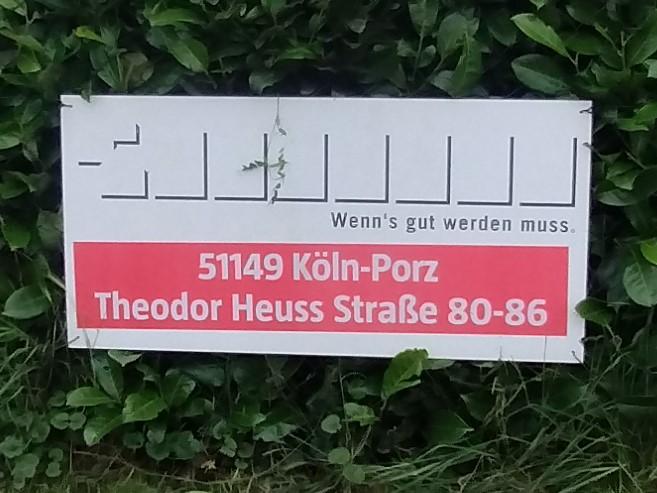 Wenn's gut werden muss.
51149 Köln-Porz
Theodor Heuss Straße 80-86